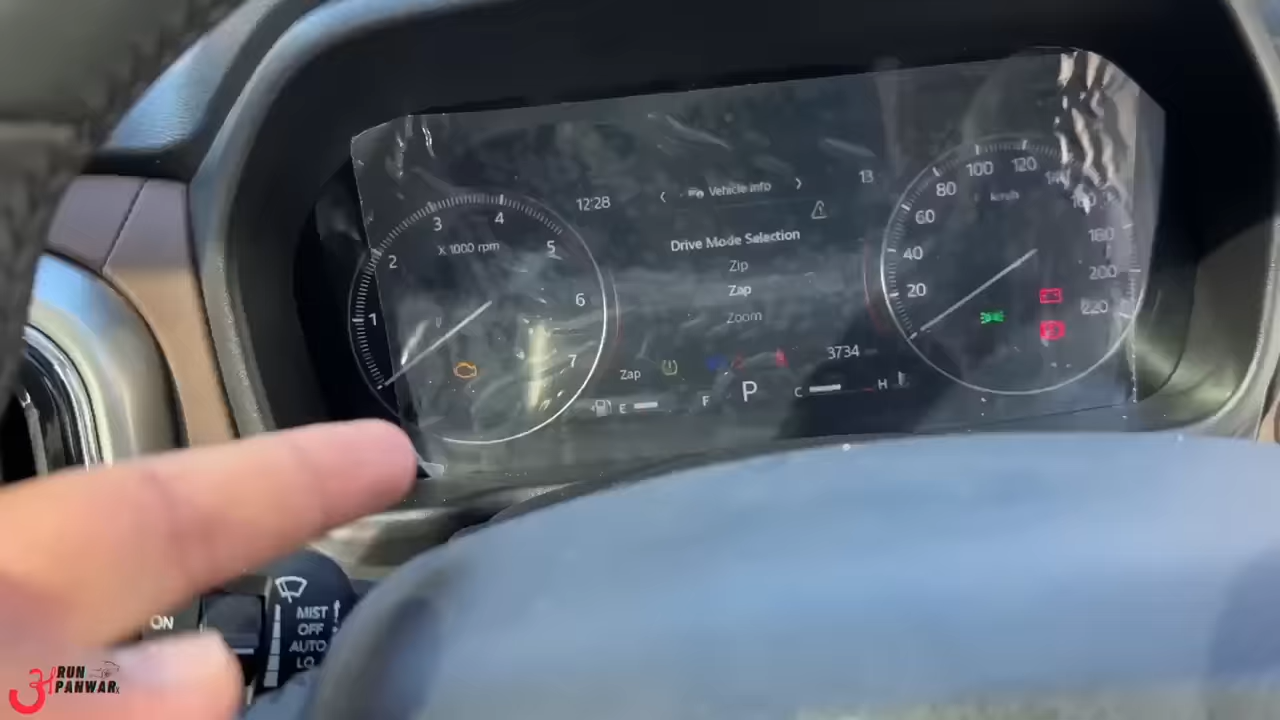 12:28
Vehicle info
13
Drive Mode Selection
Zip
Zap
Zoom
1
2
3
4
5
6
7
X 1000 rpm
20
40
60
80
100
120
140
160
180
200
220
km/h
Zap
3734
E
F
P
C
H
ON
MIST
OFF
AUTO
LO
RUN
PANWAR